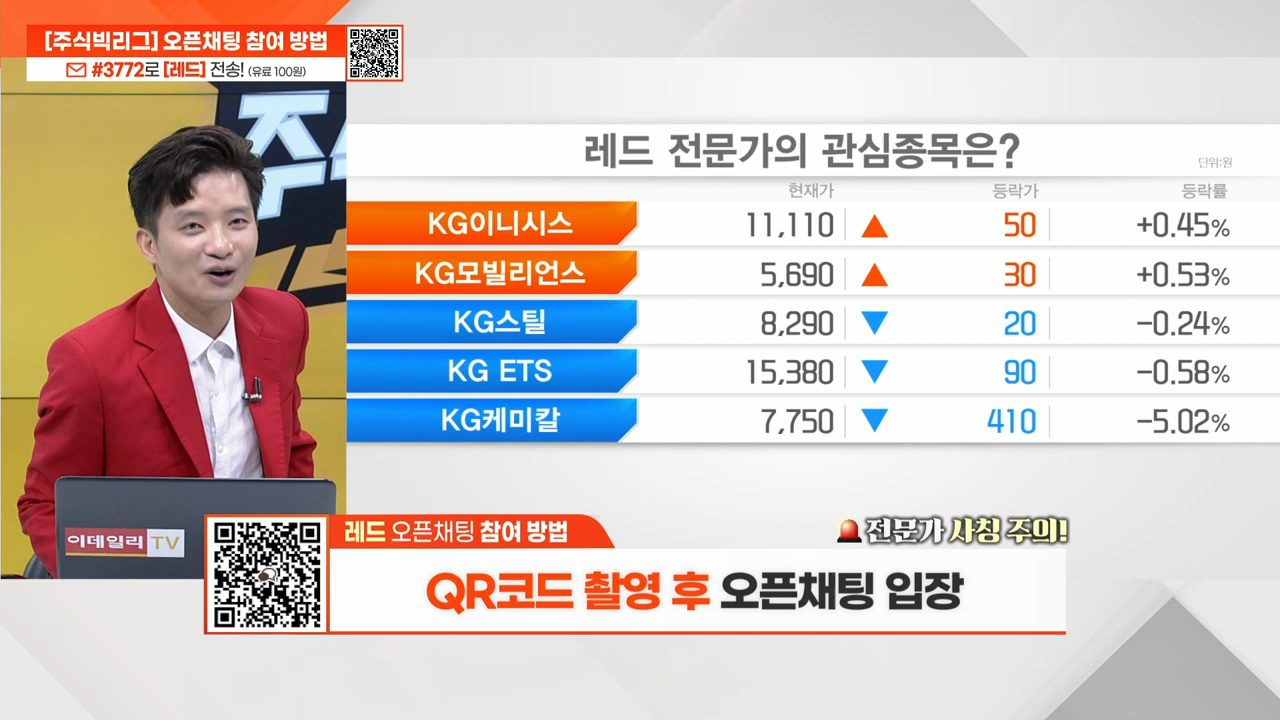 [주식빅리그] 오픈채팅 참여 방법
#3772로 [레드] 전송! (유료 100원)
주
레드 전문가의 관심종목은?
단위:원
현재가 등락가 등락률
KG이니시스 11,110 ▲ 50 +0.45%
KG모빌리언스 5,690 ▲ 30 +0.53%
KG스틸 8,290 ▼ 20 -0.24%
KG ETS 15,380 ▼ 90 -0.58%
KG케미칼 7,750 ▼ 410 -5.02%
이데일리 TV
레드 오픈채팅 참여 방법
전문가 사칭 주의!
QR코드 촬영 후 오픈채팅 입장